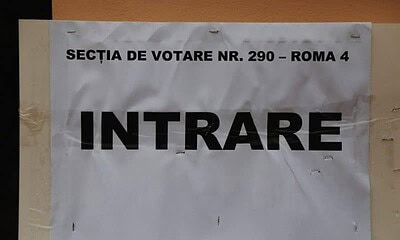 SECȚIA DE VOTARE NR. 290 – ROMA 4
INTRARE